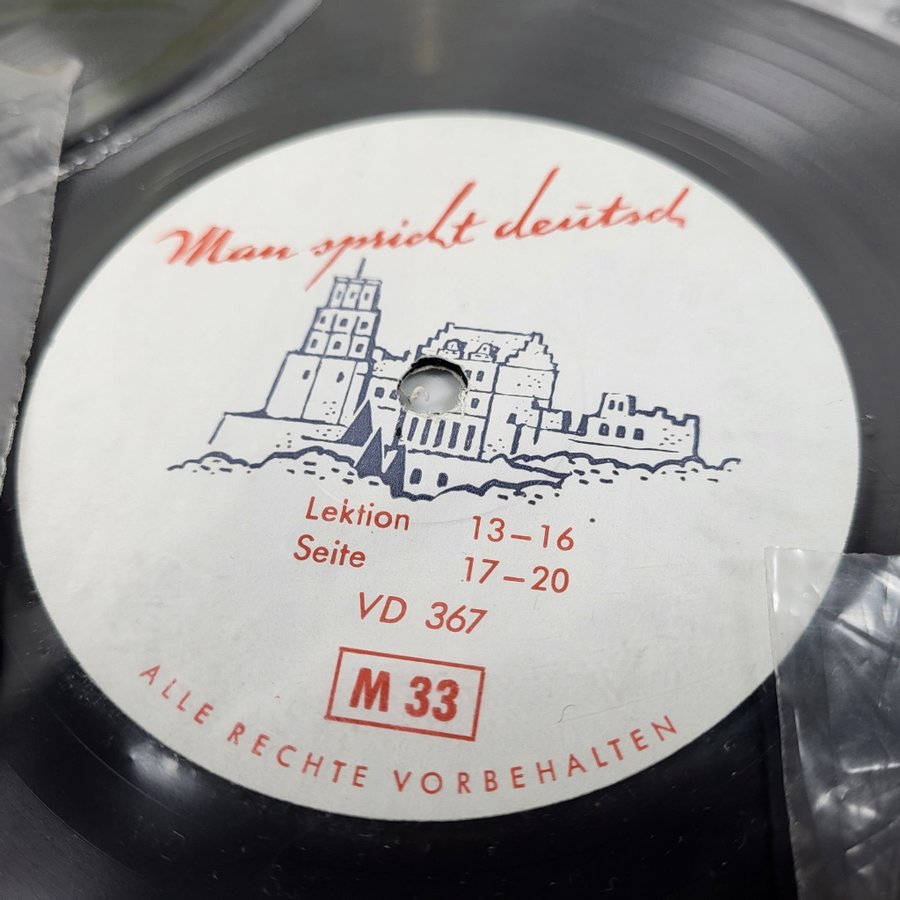 Man spricht deutsch
Lektion 13–16
Seite 17–20
VD 367
M 33
ALLE RECHTE VORBEHALTEN